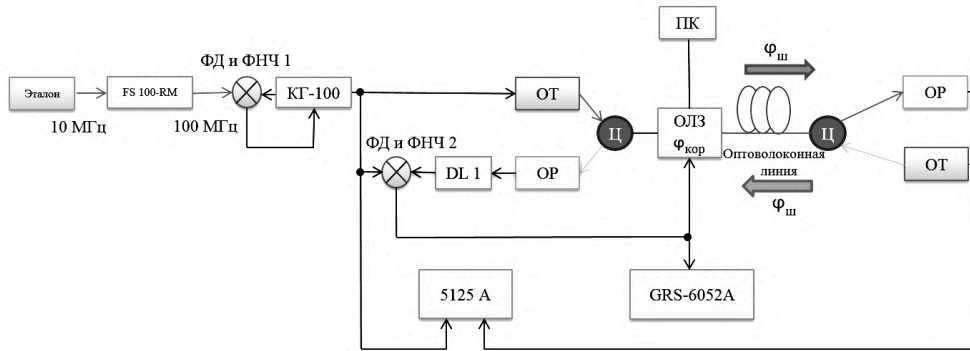 ПК
φш
ФД и ФНЧ 1
Эталон
FS 100-RM
КГ-100
ОТ
ОР
10 МГц
100 МГц
Ц
ОЛЗ
φкор
Ц
ФД и ФНЧ 2
DL 1
ОР
Оптоволоконная
линия
ОТ
φш
5125 А
GRS-6052A